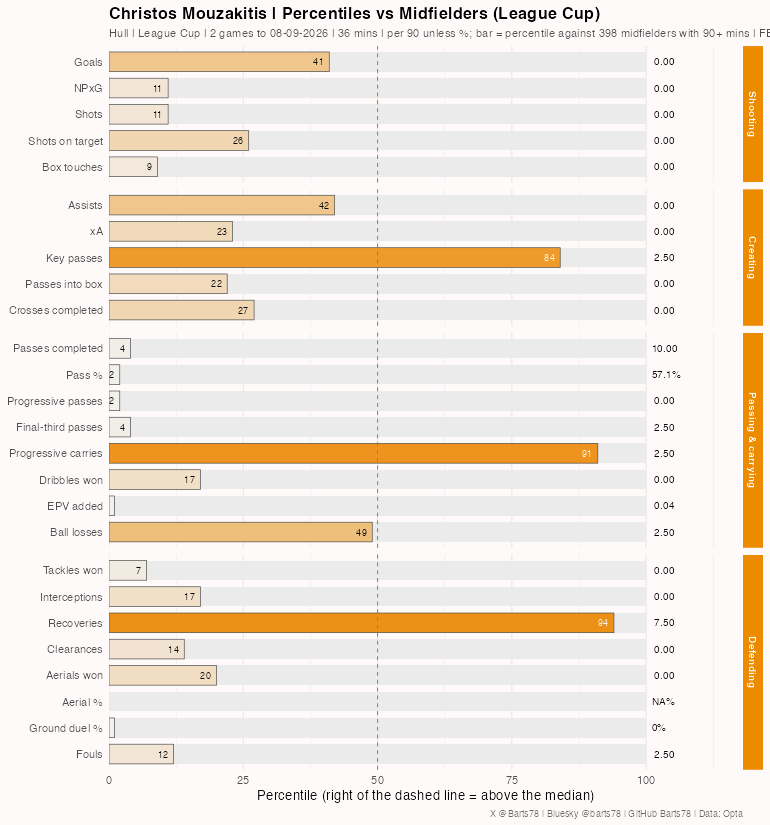 Christos Mouzakitis | Percentiles vs Midfielders (League Cup)
Hull | League Cup | 2 games to 08-09-2026 | 36 mins | per 90 unless %; bar = percentile against 398 midfielders with 90+ mins | FE
Goals 41 0.00
NPxG 11 0.00
Shots 11 0.00
Shots on target 26 0.00
Box touches 9 0.00
Shooting
Assists 42 0.00
xA 23 0.00
Key passes 84 2.50
Passes into box 22 0.00
Crosses completed 27 0.00
Creating
Passes completed 4 10.00
Pass % 2 57.1%
Progressive passes 2 0.00
Final-third passes 4 2.50
Progressive carries 91 2.50
Dribbles won 17 0.00
EPV added 0.04
Ball losses 49 2.50
Passing & carrying
Tackles won 7 0.00
Interceptions 17 0.00
Recoveries 94 7.50
Clearances 14 0.00
Aerials won 20 0.00
Aerial % NA%
Ground duel % 0%
Fouls 12 2.50
Defending
0 25 50 75 100
Percentile (right of the dashed line = above the median)
X @Barts78 | Bluesky @barts78 | GitHub Barts78 | Data: Opta